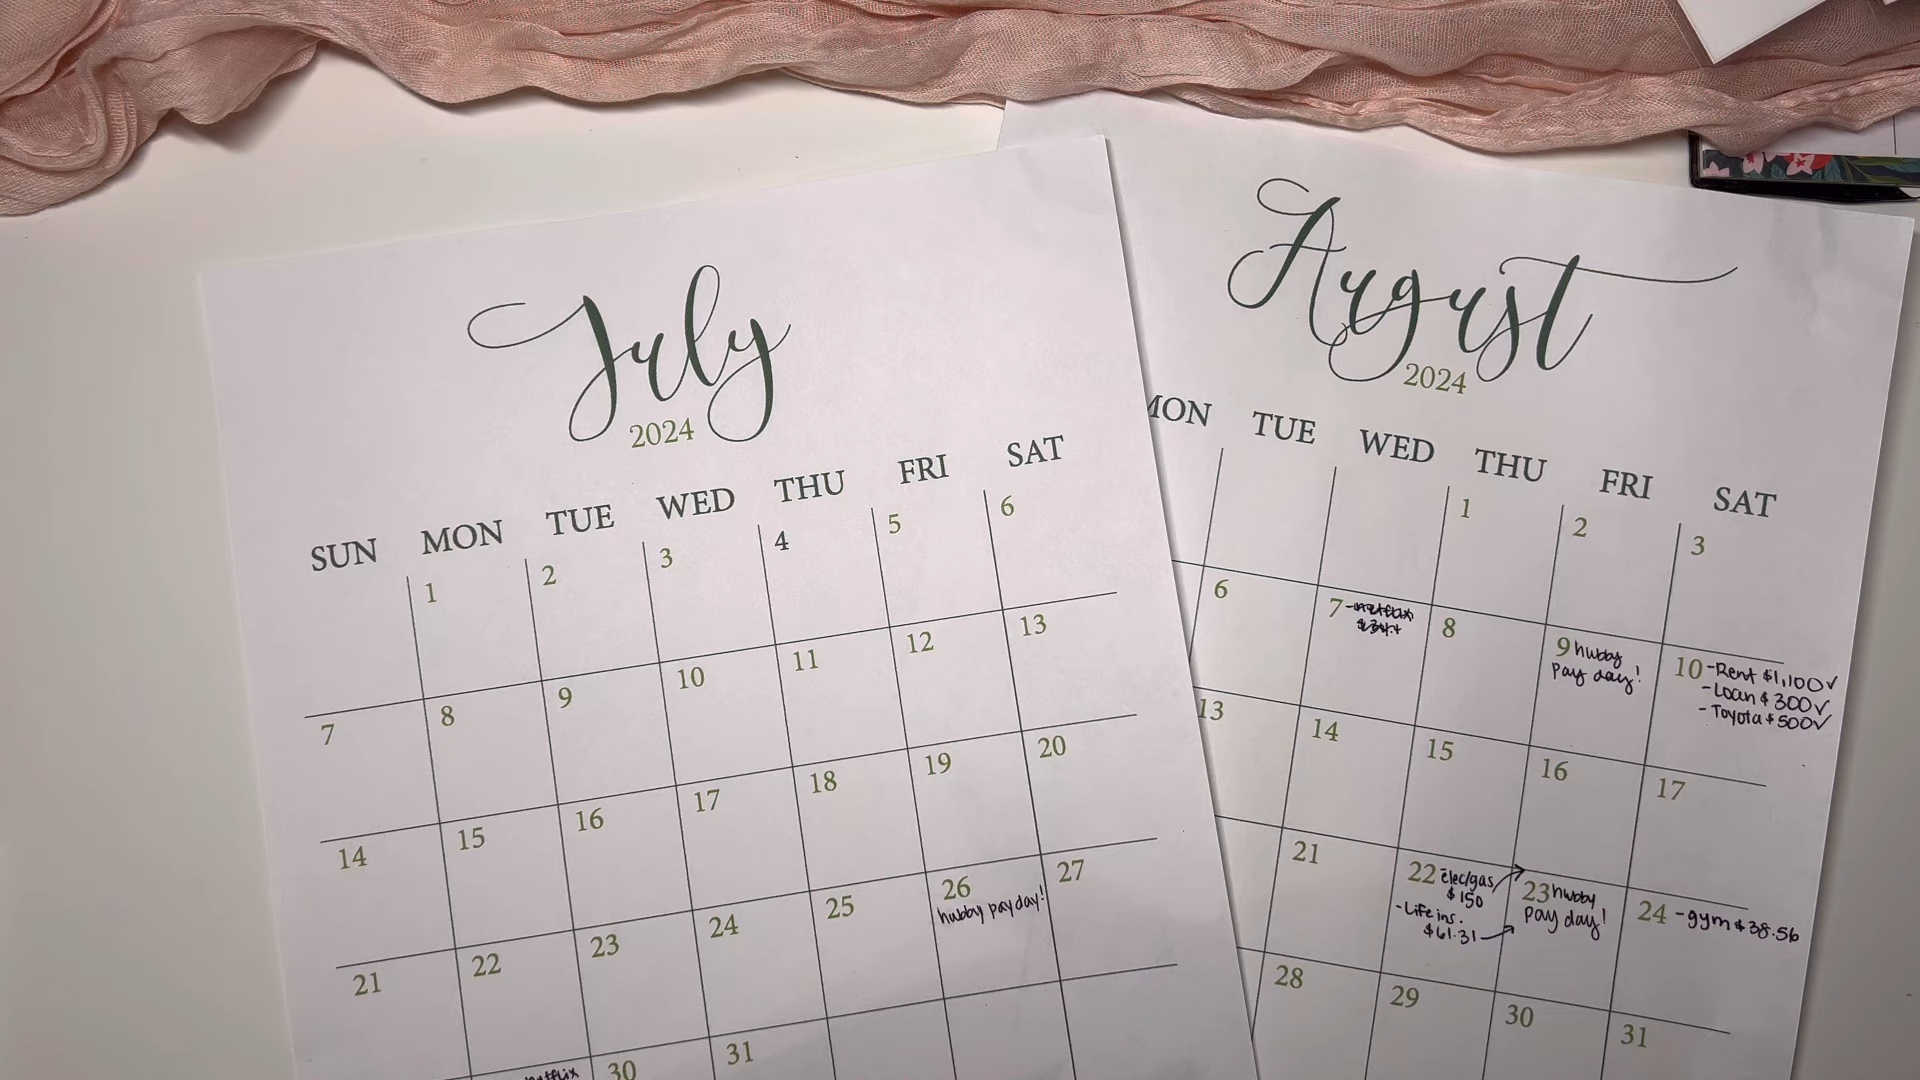 July
2024
SUN MON TUE WED THU FRI SAT
1 2 3 4 5 6
7 8 9 10 11 12 13
14 15 16 17 18 19 20
21 22 23 24 25 26 27
hubby pay day!
netflix 30 31
August
2024
MON TUE WED THU FRI SAT
1 2 3
6 7 -netflix 8 9 hubby 10 -Rent $1,100✓
pay day! -Loan $300✓
-Toyota $500✓
13 14 15 16 17
21 22 elec/gas 23 hubby 24 -gym $38.56
$150 pay day!
-Life ins.
$61.31
28 29 30 31